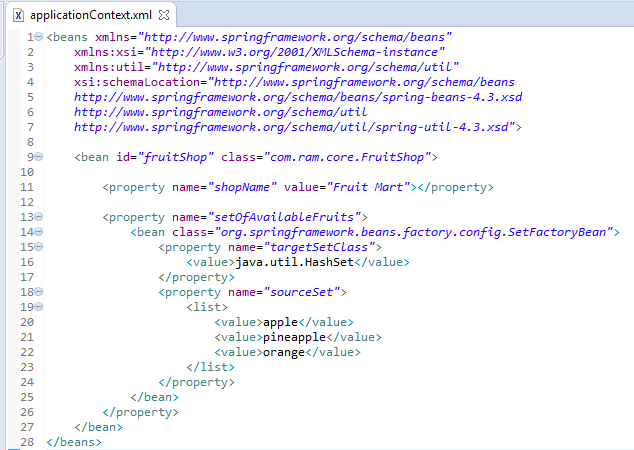 applicationContext.xml
1 <beans xmlns="http://www.springframework.org/schema/beans"
2     xmlns:xsi="http://www.w3.org/2001/XMLSchema-instance"
3     xmlns:util="http://www.springframework.org/schema/util"
4     xsi:schemaLocation="http://www.springframework.org/schema/beans
5     http://www.springframework.org/schema/beans/spring-beans-4.3.xsd
6     http://www.springframework.org/schema/util
7     http://www.springframework.org/schema/util/spring-util-4.3.xsd">
8
9     <bean id="fruitShop" class="com.ram.core.FruitShop">
10
11         <property name="shopName" value="Fruit Mart"></property>
12
13         <property name="setOfAvailableFruits">
14             <bean class="org.springframework.beans.factory.config.SetFactoryBean">
15                 <property name="targetSetClass">
16                     <value>java.util.HashSet</value>
17                 </property>
18                 <property name="sourceSet">
19                     <list>
20                         <value>apple</value>
21                         <value>pineapple</value>
22                         <value>orange</value>
23                     </list>
24                 </property>
25             </bean>
26         </property>
27     </bean>
28 </beans>